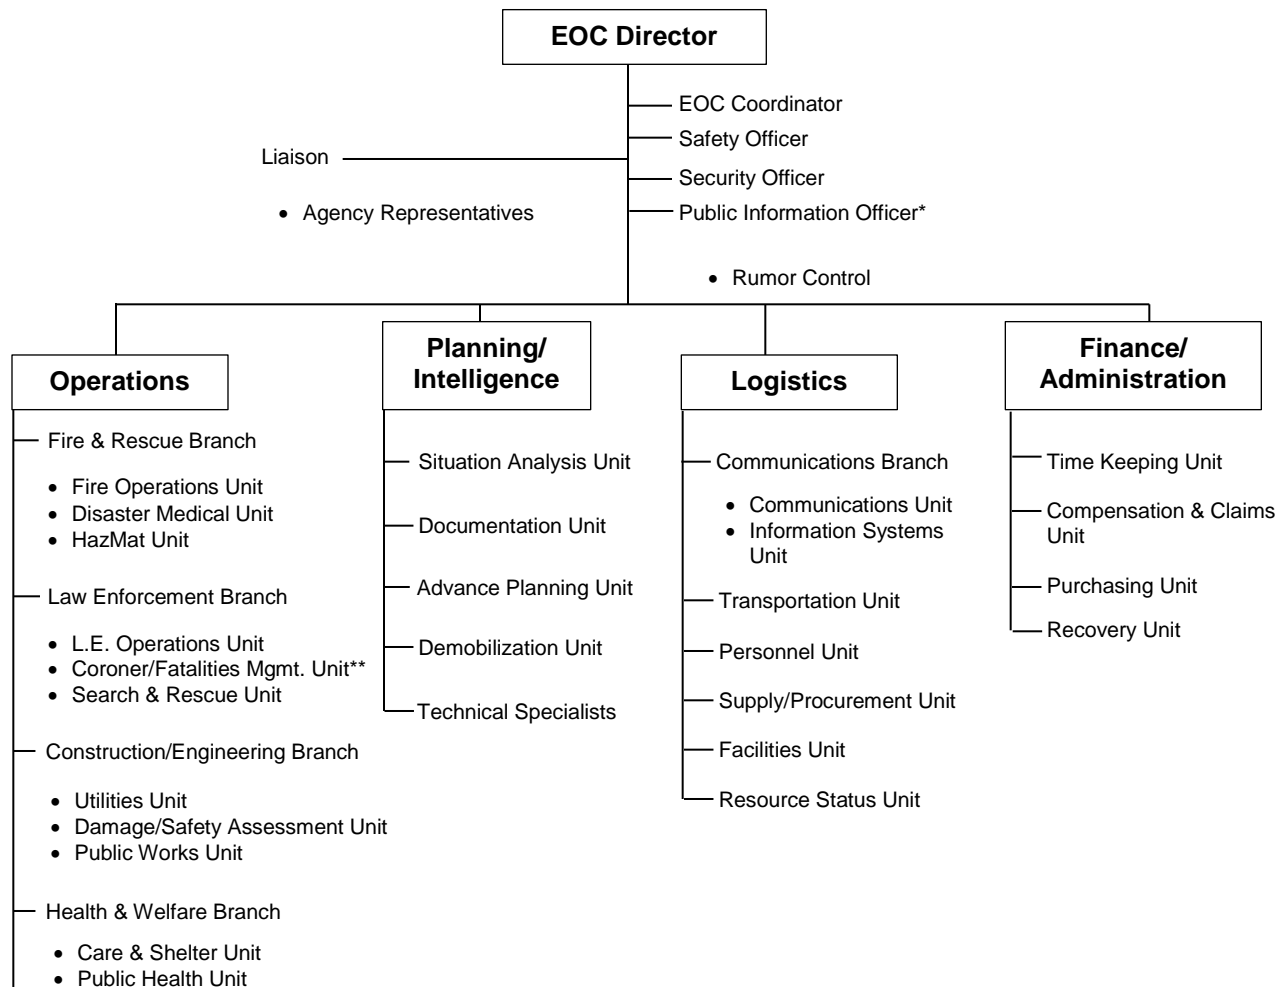 EOC Director
EOC Coordinator
Safety Officer
Liaison
Security Officer
• Agency Representatives
Public Information Officer*
• Rumor Control
Operations
Fire & Rescue Branch
• Fire Operations Unit
• Disaster Medical Unit
• HazMat Unit
Law Enforcement Branch
• L.E. Operations Unit
• Coroner/Fatalities Mgmt. Unit**
• Search & Rescue Unit
Construction/Engineering Branch
• Utilities Unit
• Damage/Safety Assessment Unit
• Public Works Unit
Health & Welfare Branch
• Care & Shelter Unit
• Public Health Unit
Planning/
Intelligence
Situation Analysis Unit
Documentation Unit
Advance Planning Unit
Demobilization Unit
Technical Specialists
Logistics
Communications Branch
• Communications Unit
• Information Systems
Unit
Transportation Unit
Personnel Unit
Supply/Procurement Unit
Facilities Unit
Resource Status Unit
Finance/
Administration
Time Keeping Unit
Compensation & Claims
Unit
Purchasing Unit
Recovery Unit